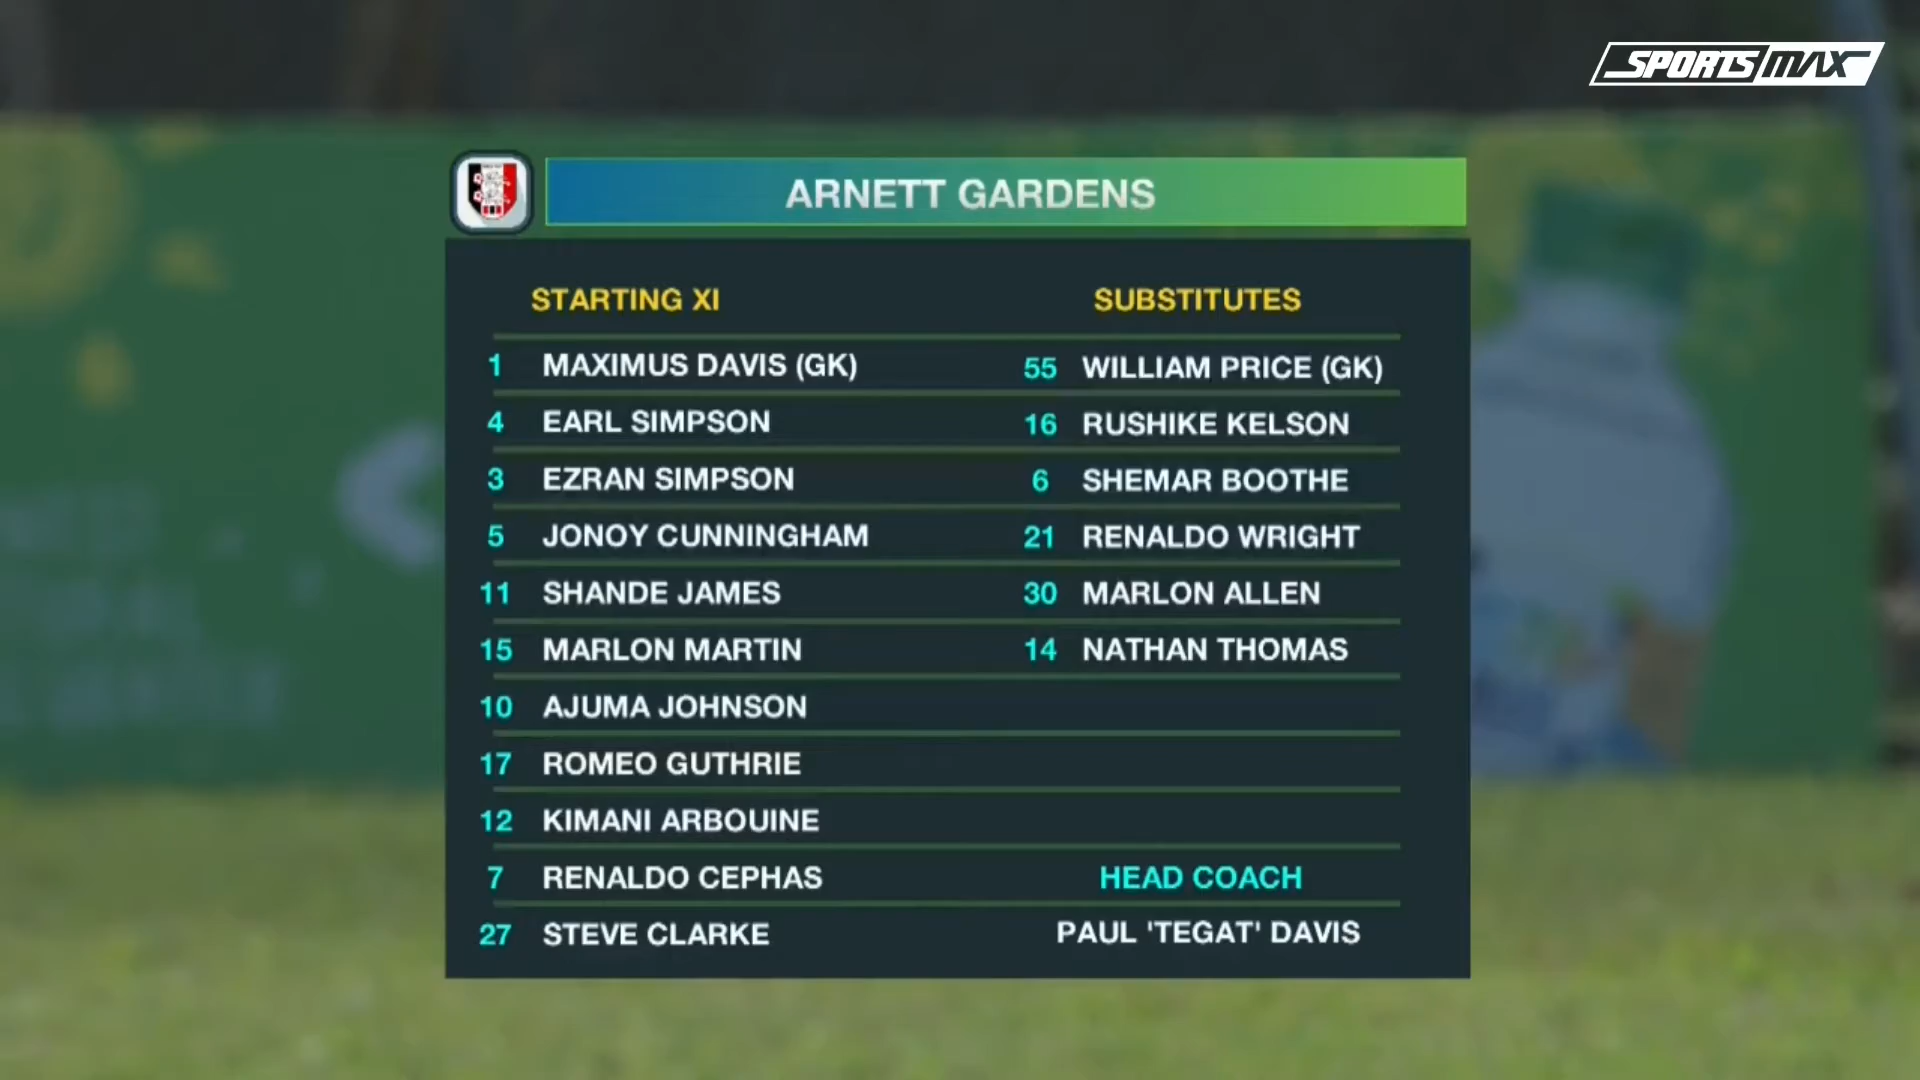 SPORTSMAX
ARNETT GARDENS
STARTING XI
1 MAXIMUS DAVIS (GK)
4 EARL SIMPSON
3 EZRAN SIMPSON
5 JONOY CUNNINGHAM
11 SHANDE JAMES
15 MARLON MARTIN
10 AJUMA JOHNSON
17 ROMEO GUTHRIE
12 KIMANI ARBOUINE
7 RENALDO CEPHAS
27 STEVE CLARKE
SUBSTITUTES
55 WILLIAM PRICE (GK)
16 RUSHIKE KELSON
6 SHEMAR BOOTHE
21 RENALDO WRIGHT
30 MARLON ALLEN
14 NATHAN THOMAS
HEAD COACH
PAUL 'TEGAT' DAVIS